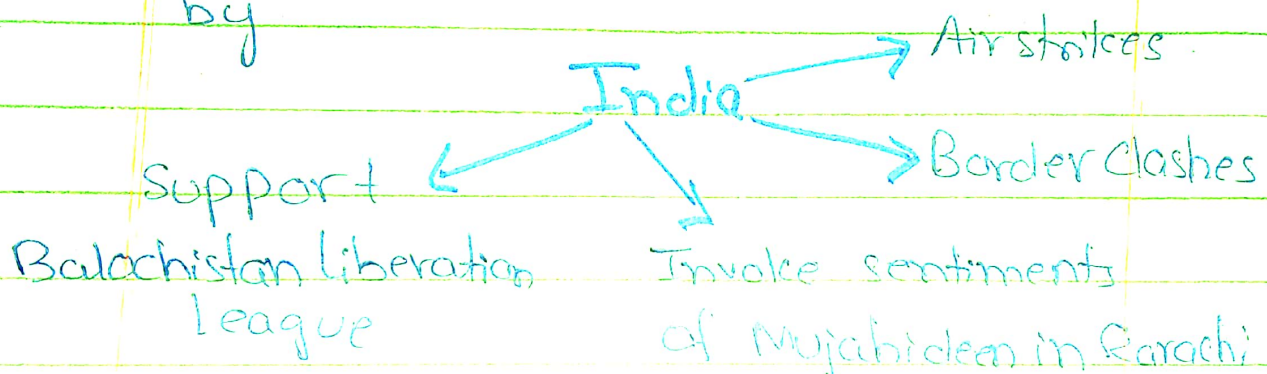 by
Airstrikes
India
Border Clashes
Support
Balochistan liberation
league
Invoke sentiments
of Mujahideen in Karachi